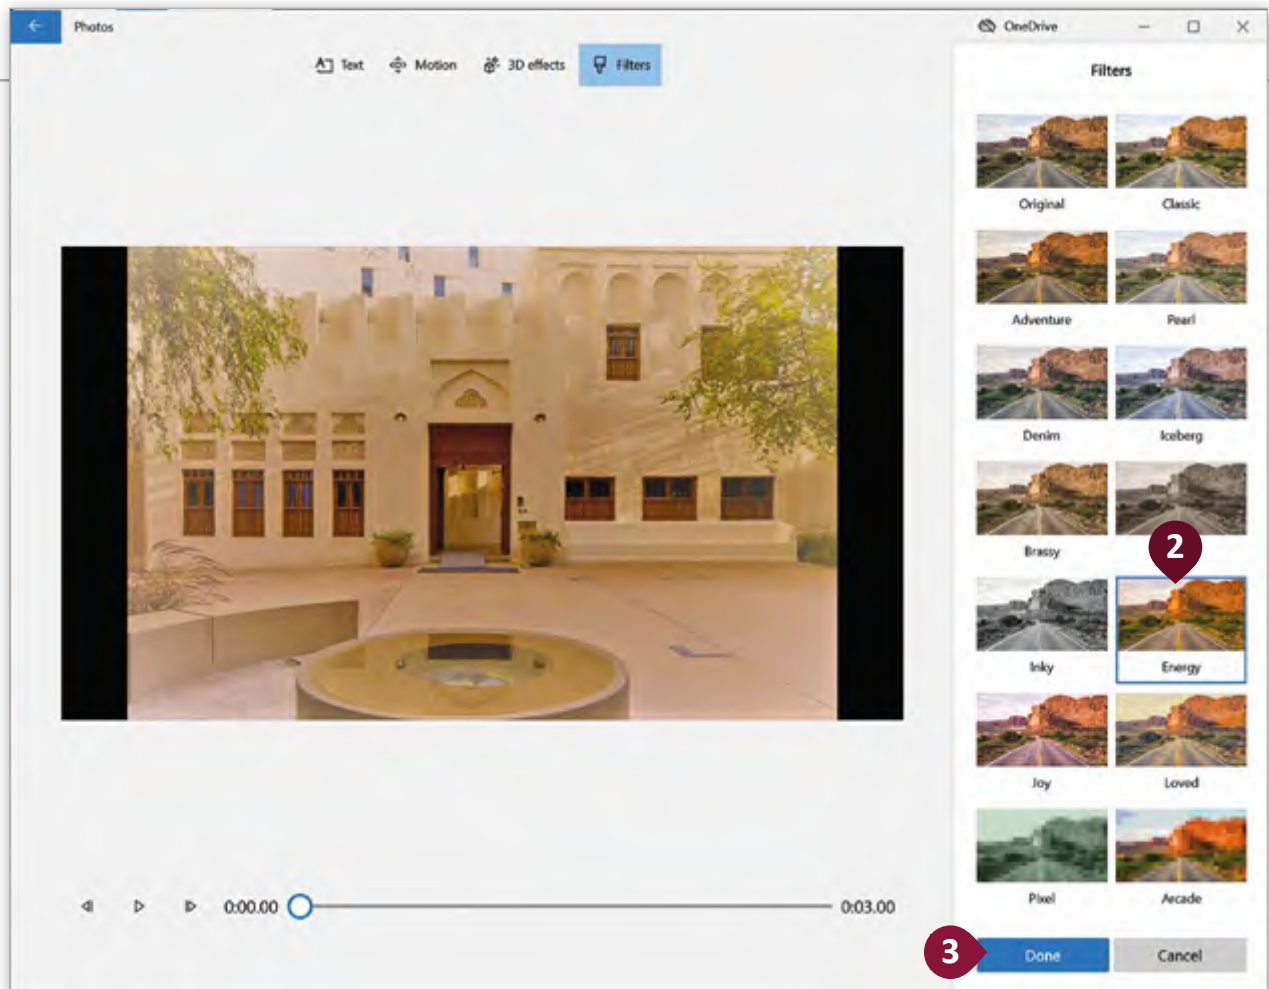 Photos
OneDrive
Text Motion 3D effects Filters
Filters
Original Classic
Adventure Pearl
Denim Iceberg
Brassy
2
Inky Energy
Joy Loved
Pixel Arcade
0:00.00 0:03.00
3 Done Cancel